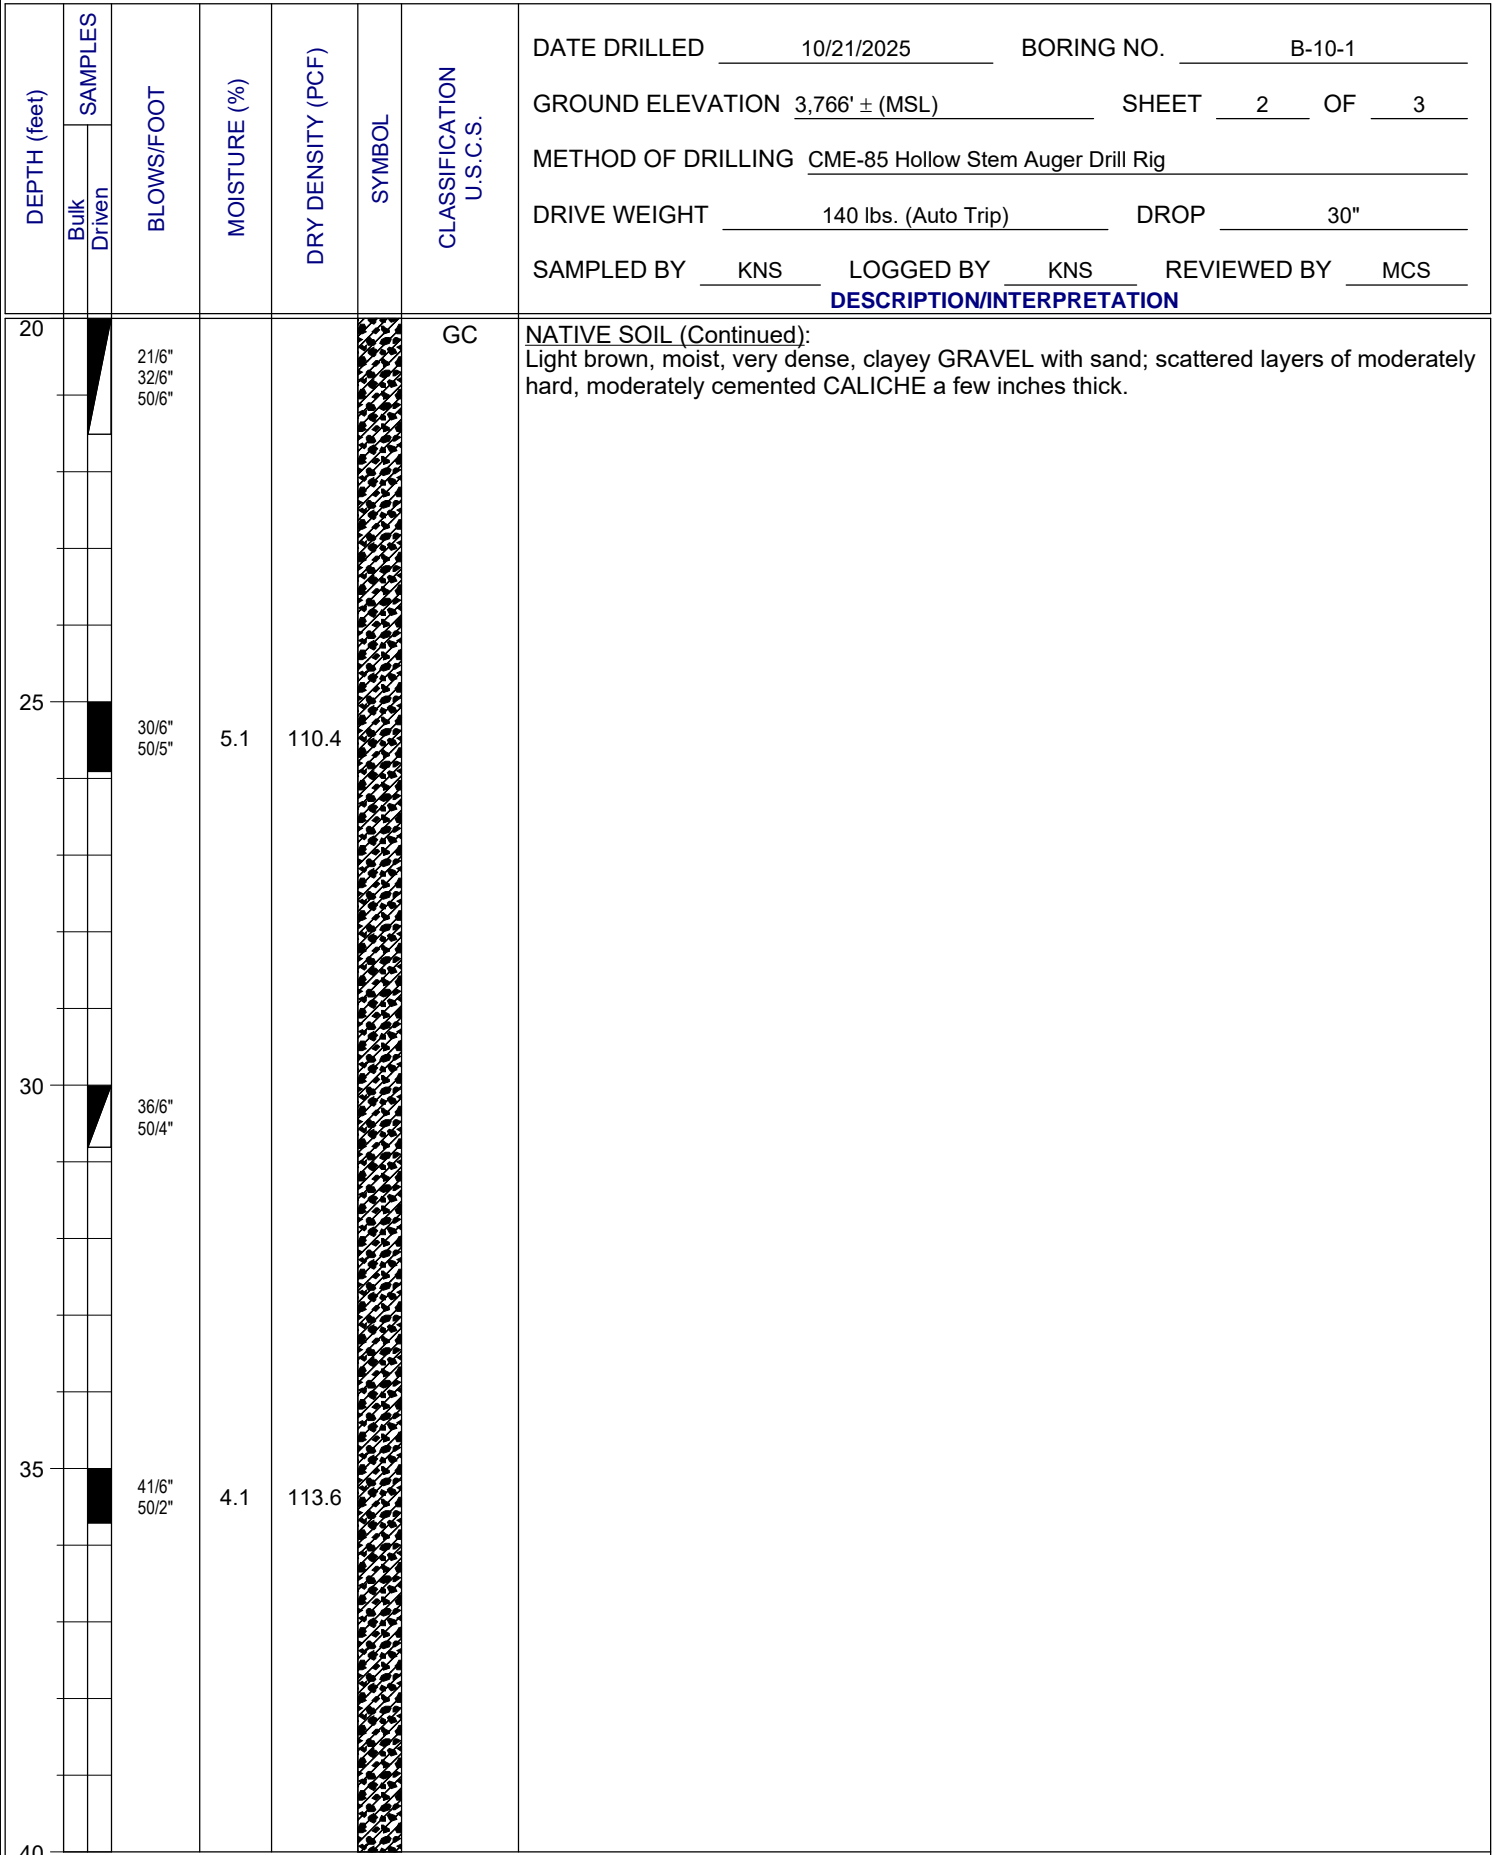 DEPTH (feet)
SAMPLES
Bulk
Driven
BLOWS/FOOT
MOISTURE (%)
DRY DENSITY (PCF)
SYMBOL
CLASSIFICATION
U.S.C.S.
DATE DRILLED 10/21/2025 BORING NO. B-10-1
GROUND ELEVATION 3,766' ± (MSL) SHEET 2 OF 3
METHOD OF DRILLING CME-85 Hollow Stem Auger Drill Rig
DRIVE WEIGHT 140 lbs. (Auto Trip) DROP 30"
SAMPLED BY KNS LOGGED BY KNS REVIEWED BY MCS
DESCRIPTION/INTERPRETATION
20 GC NATIVE SOIL (Continued):
Light brown, moist, very dense, clayey GRAVEL with sand; scattered layers of moderately
hard, moderately cemented CALICHE a few inches thick.
21/6"
32/6"
50/6"
25
30/6"
50/5"
5.1 110.4
30
36/6"
50/4"
35
41/6"
50/2"
4.1 113.6
40